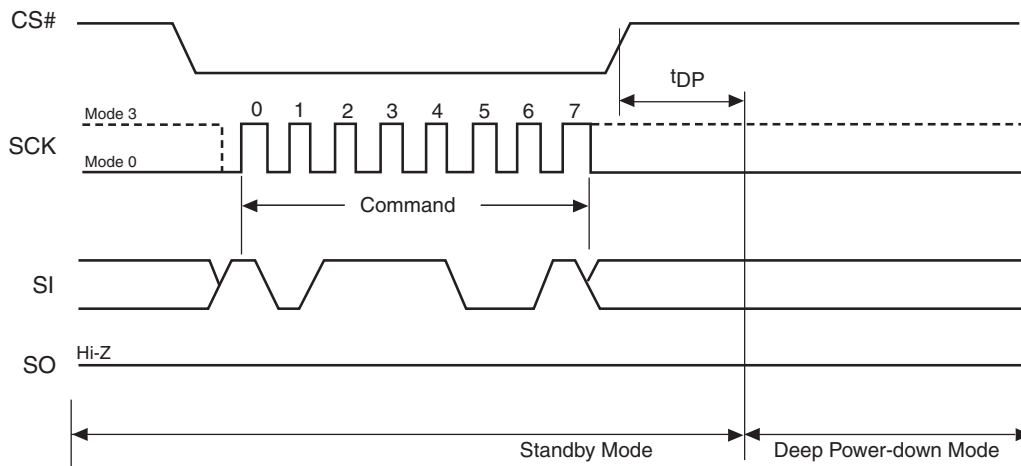 CS#
tDP
Mode 3
0 1 2 3 4 5 6 7
SCK
Mode 0
Command
SI
Hi-Z
SO
Standby Mode
Deep Power-down Mode